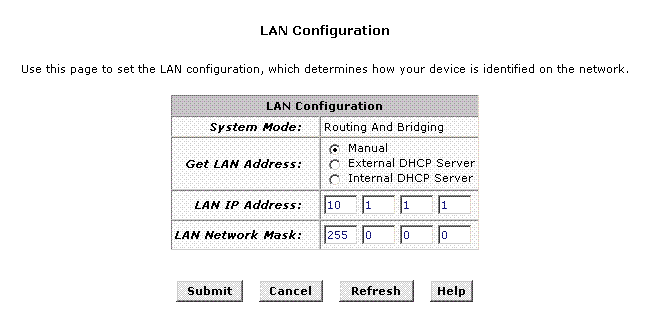 LAN Configuration
Use this page to set the LAN configuration, which determines how your device is identified on the network.
LAN Configuration
System Mode: Routing And Bridging
Get LAN Address: Manual
External DHCP Server
Internal DHCP Server
LAN IP Address: 10 1 1 1
LAN Network Mask: 255 0 0 0
Submit Cancel Refresh Help